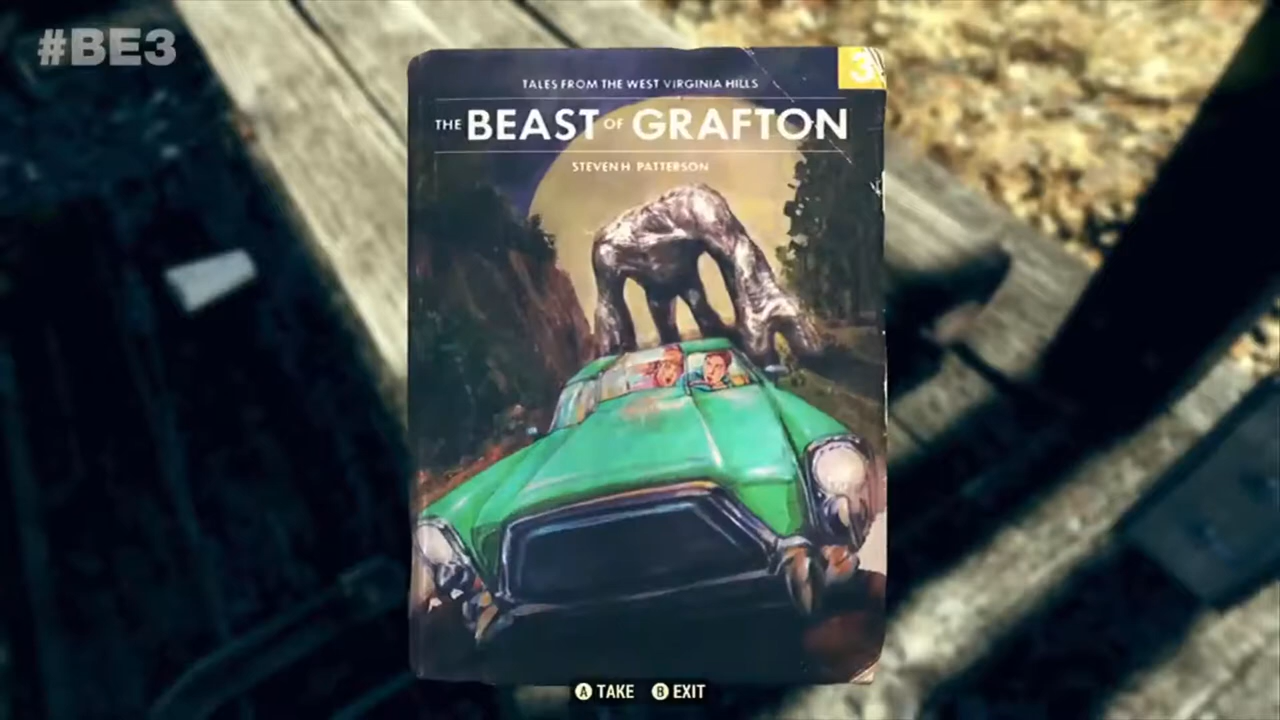 #BE3
3
TALES FROM THE WEST VIRGINIA HILLS
THE BEAST OF GRAFTON
STEVEN H PATTERSON
A TAKE B EXIT